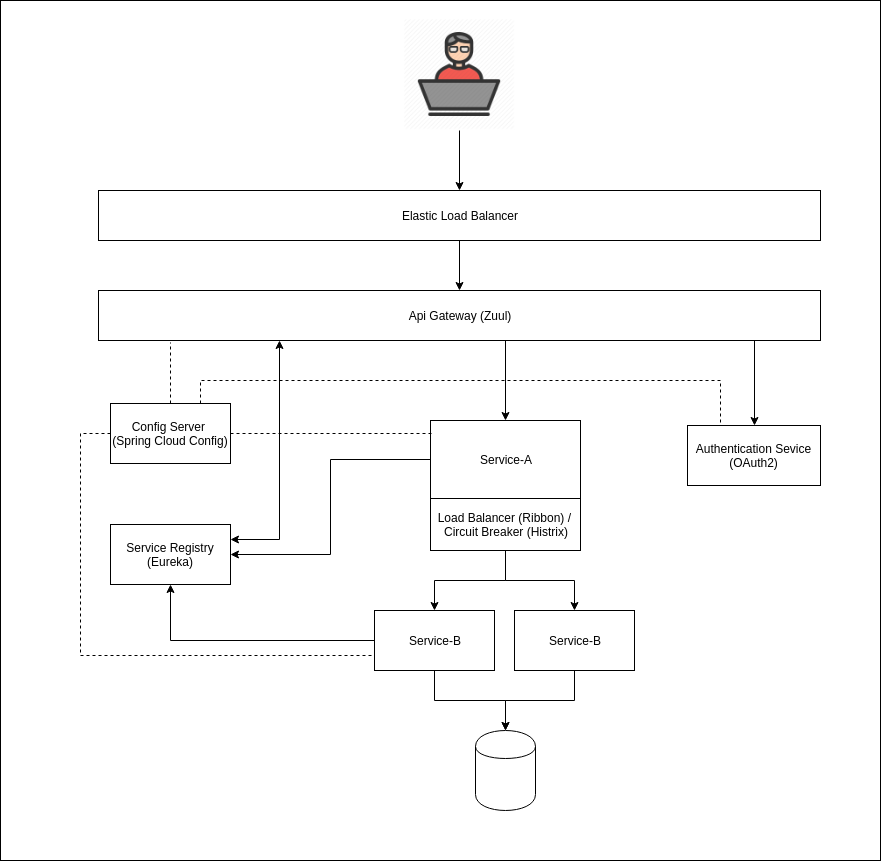 Elastic Load Balancer
Api Gateway (Zuul)
Config Server
(Spring Cloud Config)
Service-A
Authentication Sevice
(OAuth2)
Load Balancer (Ribbon) /
Circuit Breaker (Histrix)
Service Registry
(Eureka)
Service-B
Service-B